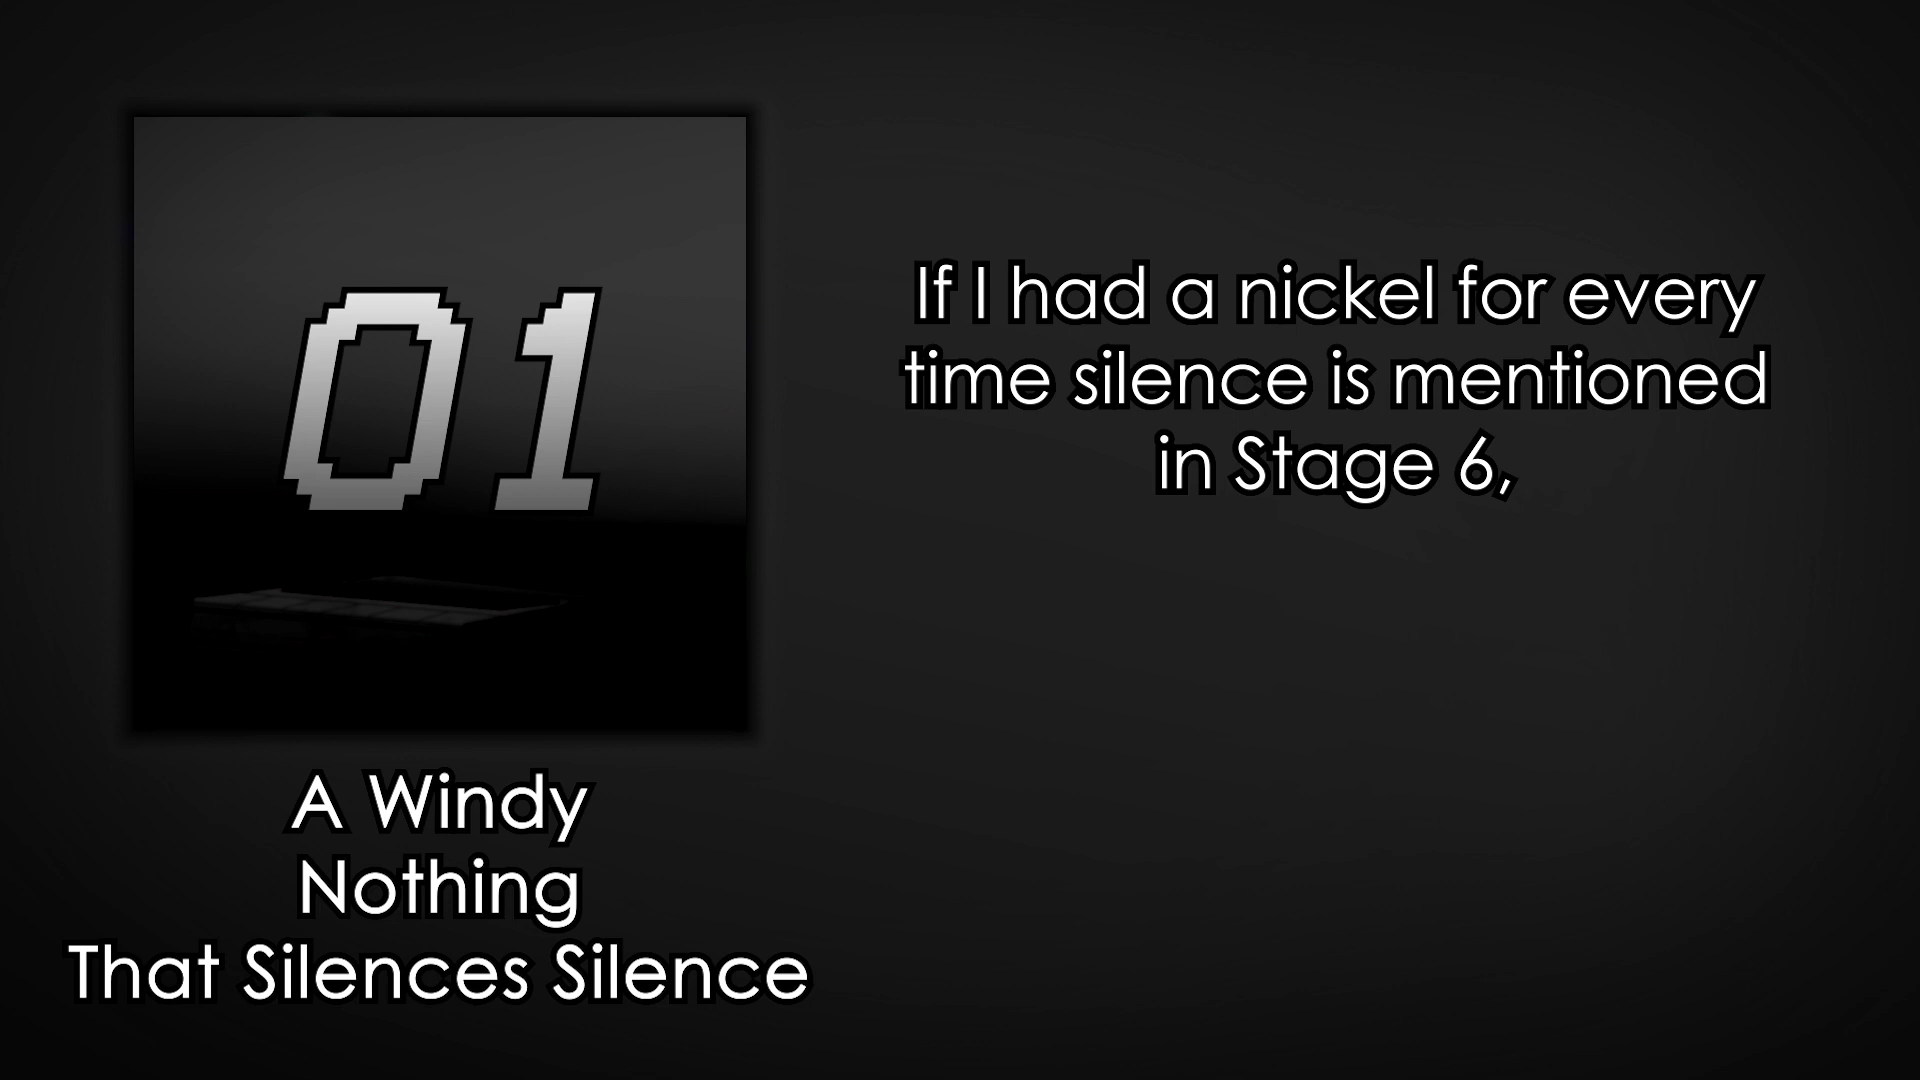 01
A Windy
Nothing
That Silences Silence
If I had a nickel for every
time silence is mentioned
in Stage 6,